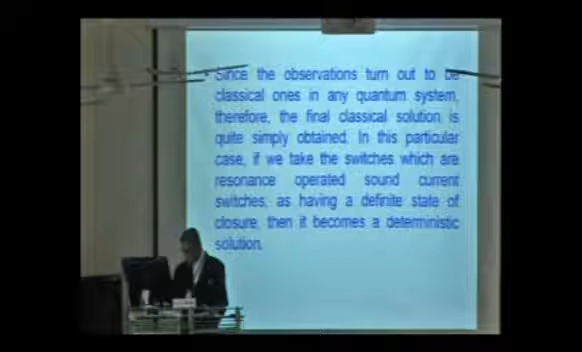 • Since the observations turn out to be
classical ones in any quantum system,
therefore, the final classical solution is
quite simply obtained. In this particular
case, if we take the switches which are
resonance operated sound current
switches, as having a definite state of
closure, then it becomes a deterministic
solution.